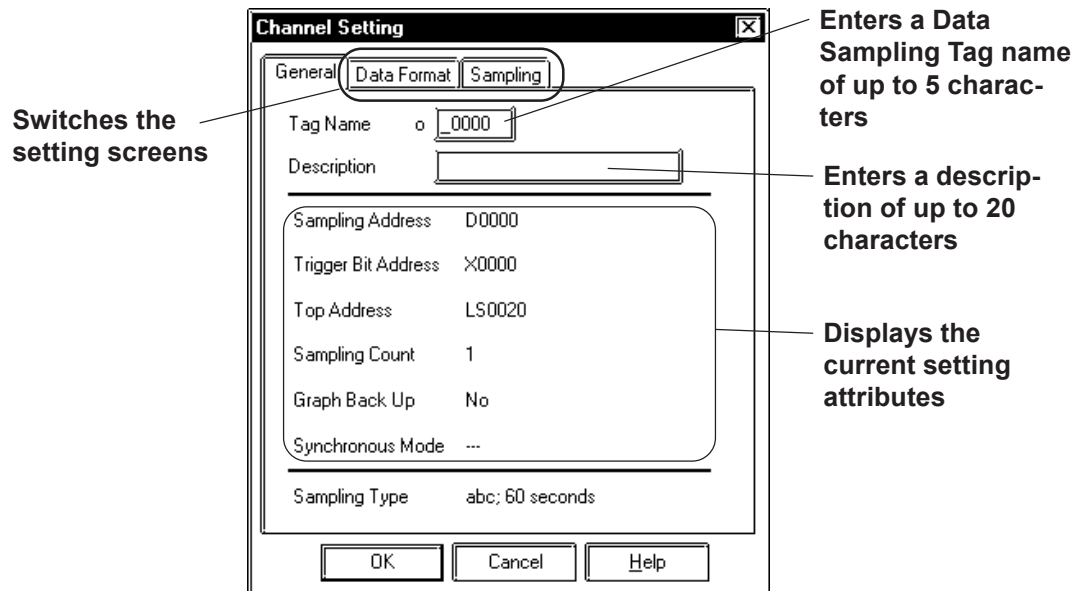 Channel Setting
General Data Format Sampling
Tag Name o _0000
Description
Sampling Address D0000
Trigger Bit Address X0000
Top Address LS0020
Sampling Count 1
Graph Back Up No
Synchronous Mode ---
Sampling Type abc; 60 seconds
OK Cancel Help
Switches the
setting screens
Enters a Data
Sampling Tag name
of up to 5 charac-
ters
Enters a descrip-
tion of up to 20
characters
Displays the
current setting
attributes